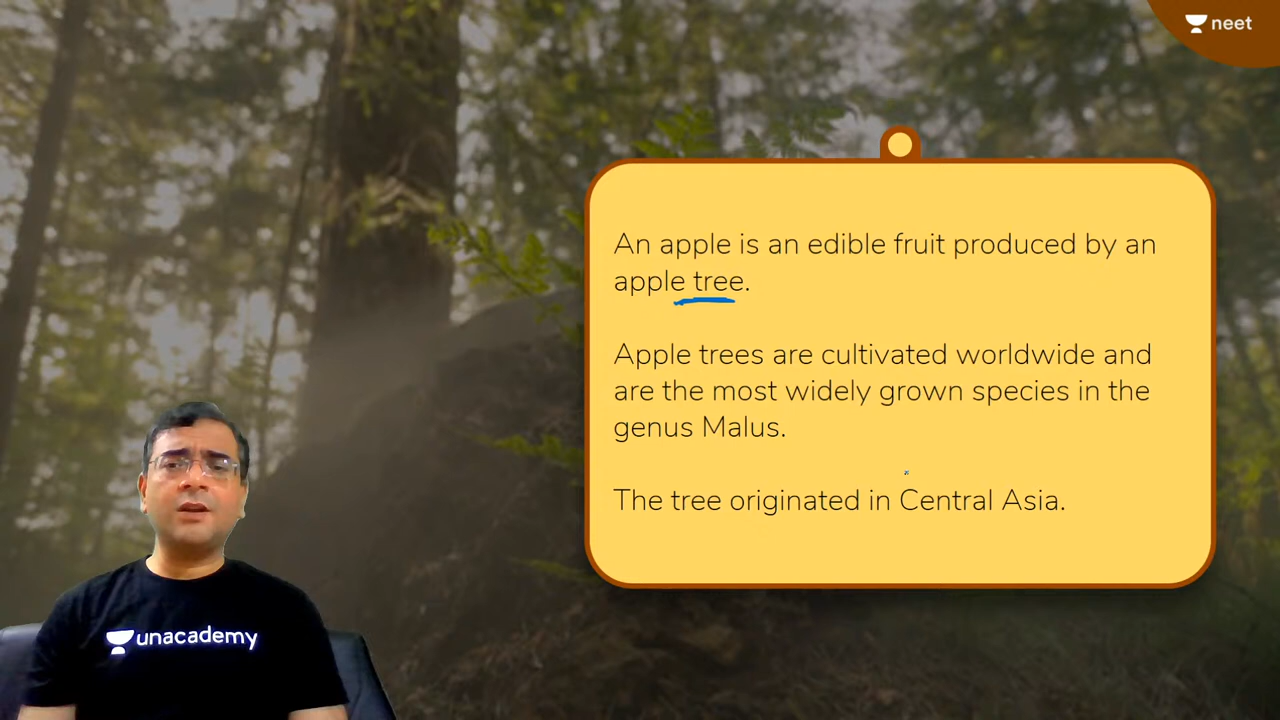 neet
An apple is an edible fruit produced by an
apple tree.
Apple trees are cultivated worldwide and
are the most widely grown species in the
genus Malus.
The tree originated in Central Asia.
unacademy